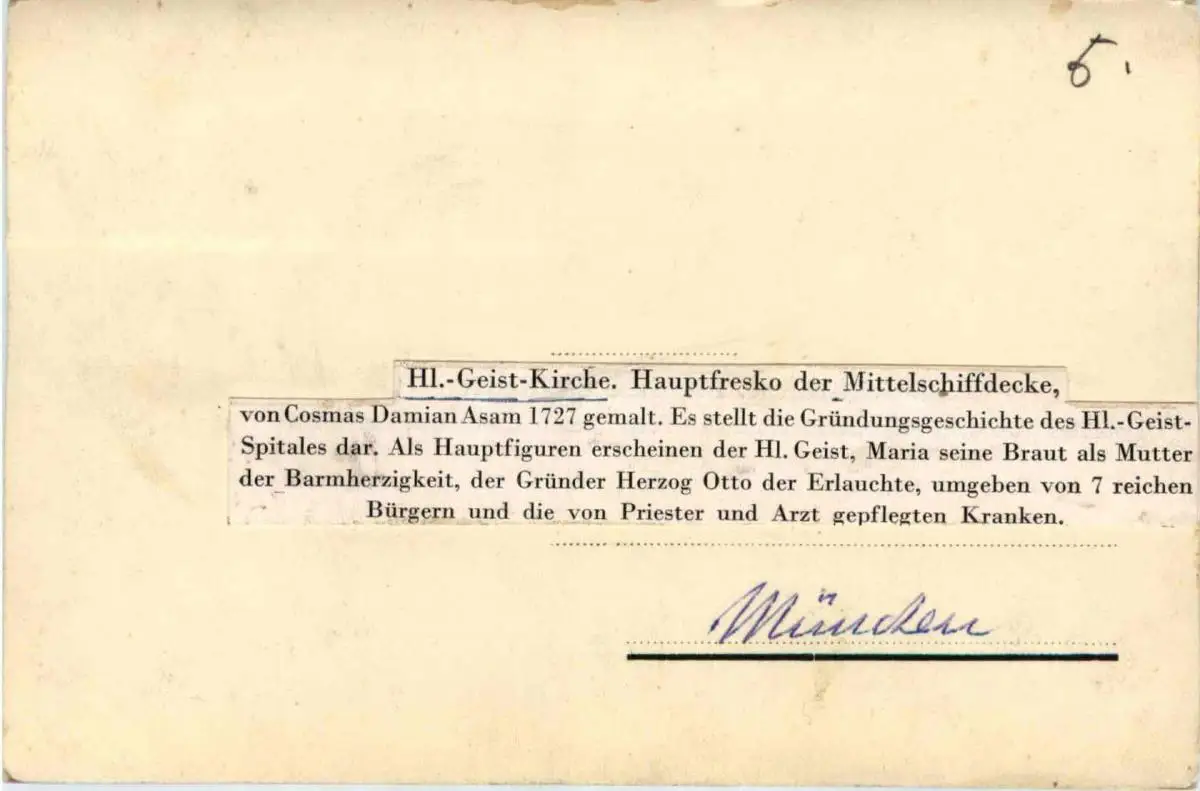 5.
Hl.-Geist-Kirche. Hauptfresko der Mittelschiffdecke,
von Cosmas Damian Asam 1727 gemalt. Es stellt die Gründungsgeschichte des Hl.-Geist-
Spitales dar. Als Hauptfiguren erscheinen der Hl. Geist, Maria seine Braut als Mutter
der Barmherzigkeit, der Gründer Herzog Otto der Erlauchte, umgeben von 7 reichen
Bürgern und die von Priester und Arzt gepflegten Kranken.
München